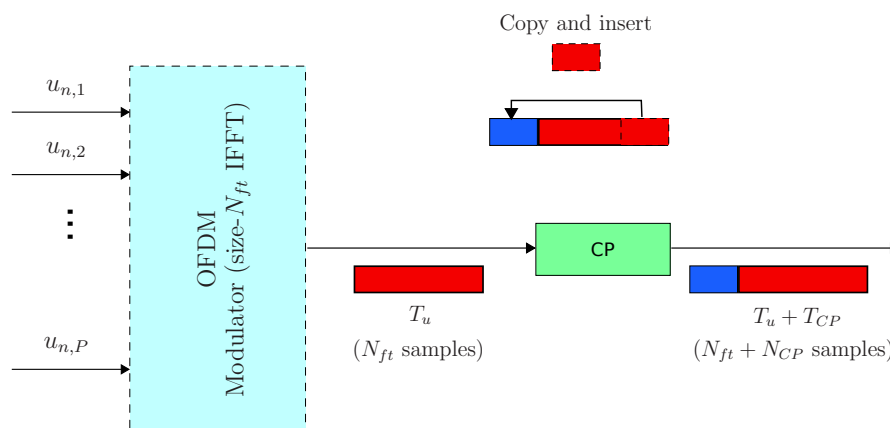 Copy and insert
u_{n,1}
u_{n,2}
⋮
u_{n,P}
OFDM
Modulator (size-N_{ft} IFFT)
CP
T_u
(N_{ft} samples)
T_u + T_{CP}
(N_{ft} + N_{CP} samples)